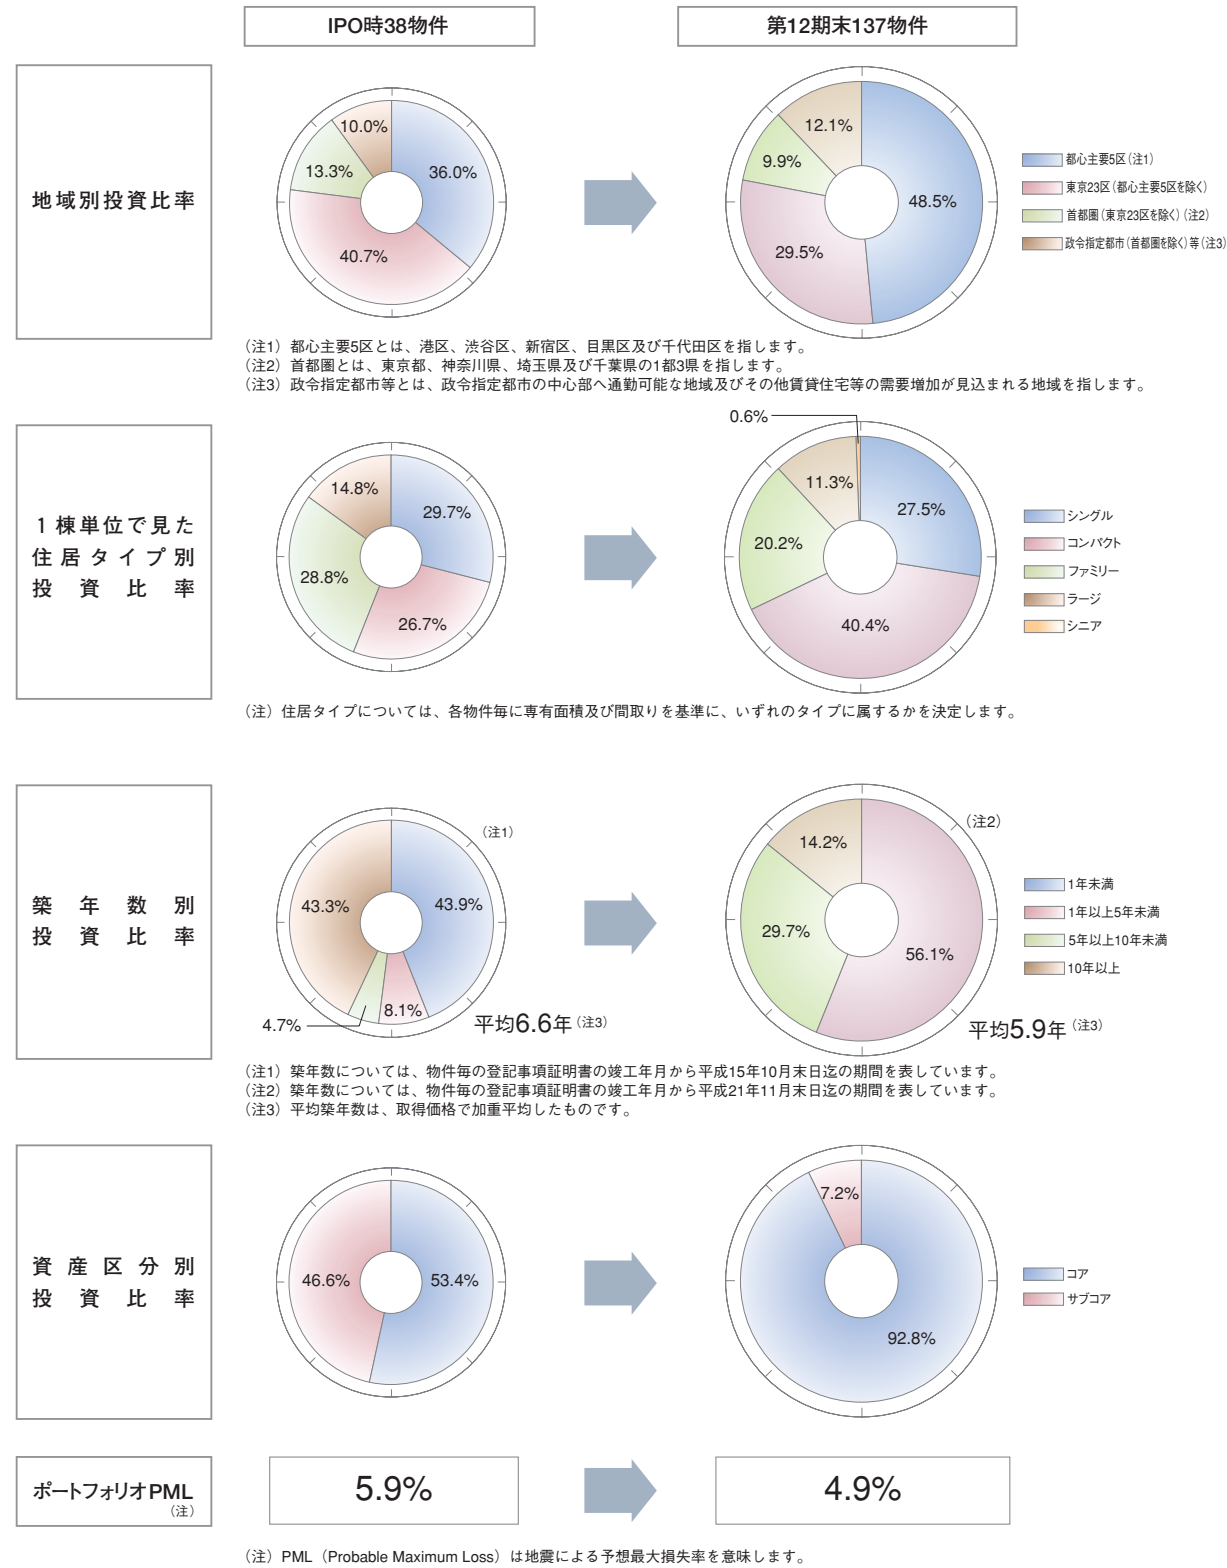 IPO時38物件
第12期末137物件
地域別投資比率
10.0%
36.0%
13.3%
40.7%
12.1%
9.9%
48.5%
29.5%
都心主要5区(注1)
東京23区(都心主要5区を除く)
首都圏(東京23区を除く)(注2)
政令指定都市(首都圏を除く)等(注3)
(注1)都心主要5区とは、港区、渋谷区、新宿区、目黒区及び千代田区を指します。
(注2)首都圏とは、東京都、神奈川県、埼玉県及び千葉県の1都3県を指します。
(注3)政令指定都市等とは、政令指定都市の中心部へ通勤可能な地域及びその他賃貸住宅等の需要増加が見込まれる地域を指します。
1棟単位で見た
住居タイプ別
投資比率
14.8%
29.7%
28.8%
26.7%
0.6%
11.3%
27.5%
20.2%
40.4%
シングル
コンパクト
ファミリー
ラージ
シニア
(注)住居タイプについては、各物件毎に専有面積及び間取りを基準に、いずれのタイプに属するかを決定します。
築年数別
投資比率
(注1)
43.3%
43.9%
4.7%
8.1%
平均6.6年(注3)
(注2)
14.2%
29.7%
56.1%
平均5.9年(注3)
1年未満
1年以上5年未満
5年以上10年未満
10年以上
(注1)築年数については、物件毎の登記事項証明書の竣工年月から平成15年10月末日迄の期間を表しています。
(注2)築年数については、物件毎の登記事項証明書の竣工年月から平成21年11月末日迄の期間を表しています。
(注3)平均築年数は、取得価格で加重平均したものです。
資産区分別
投資比率
46.6%
53.4%
7.2%
92.8%
コア
サブコア
ポートフォリオPML
(注)
5.9%
4.9%
(注)PML(Probable Maximum Loss)は地震による予想最大損失率を意味します。